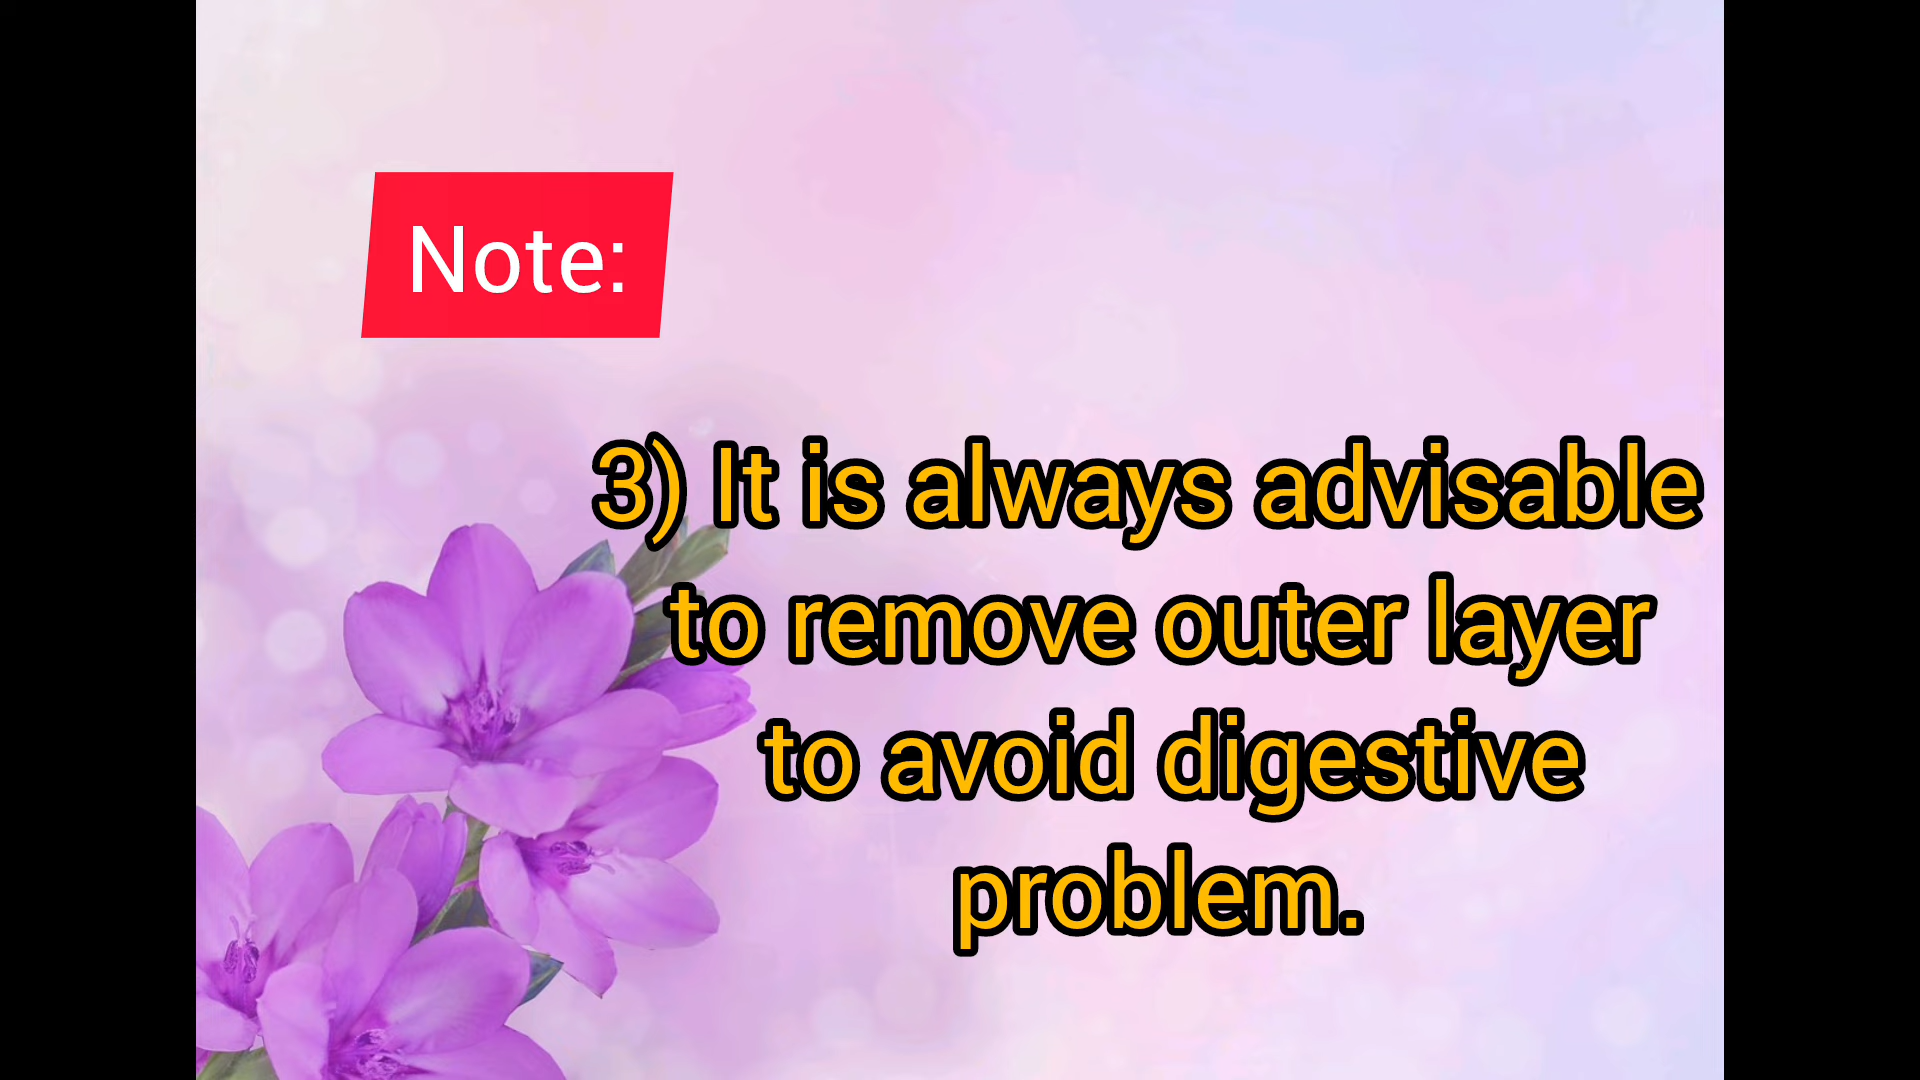 Note:
3) It is always advisable
to remove outer layer
to avoid digestive
problem.